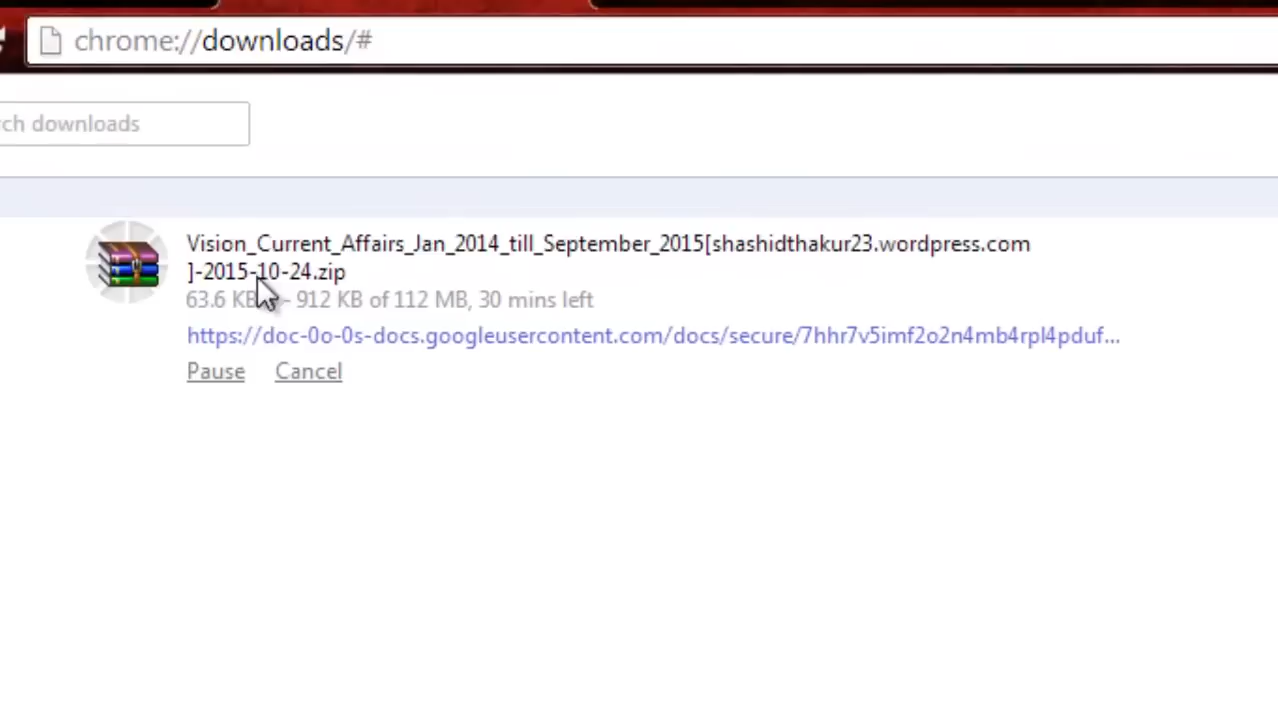 chrome://downloads/#
ch downloads
Vision_Current_Affairs_Jan_2014_till_September_2015[shashidthakur23.wordpress.com
]-2015-10-24.zip
63.6 KB - 912 KB of 112 MB, 30 mins left
https://doc-0o-0s-docs.googleusercontent.com/docs/secure/7hhr7v5imf2o2n4mb4rpl4pduf...
Pause Cancel